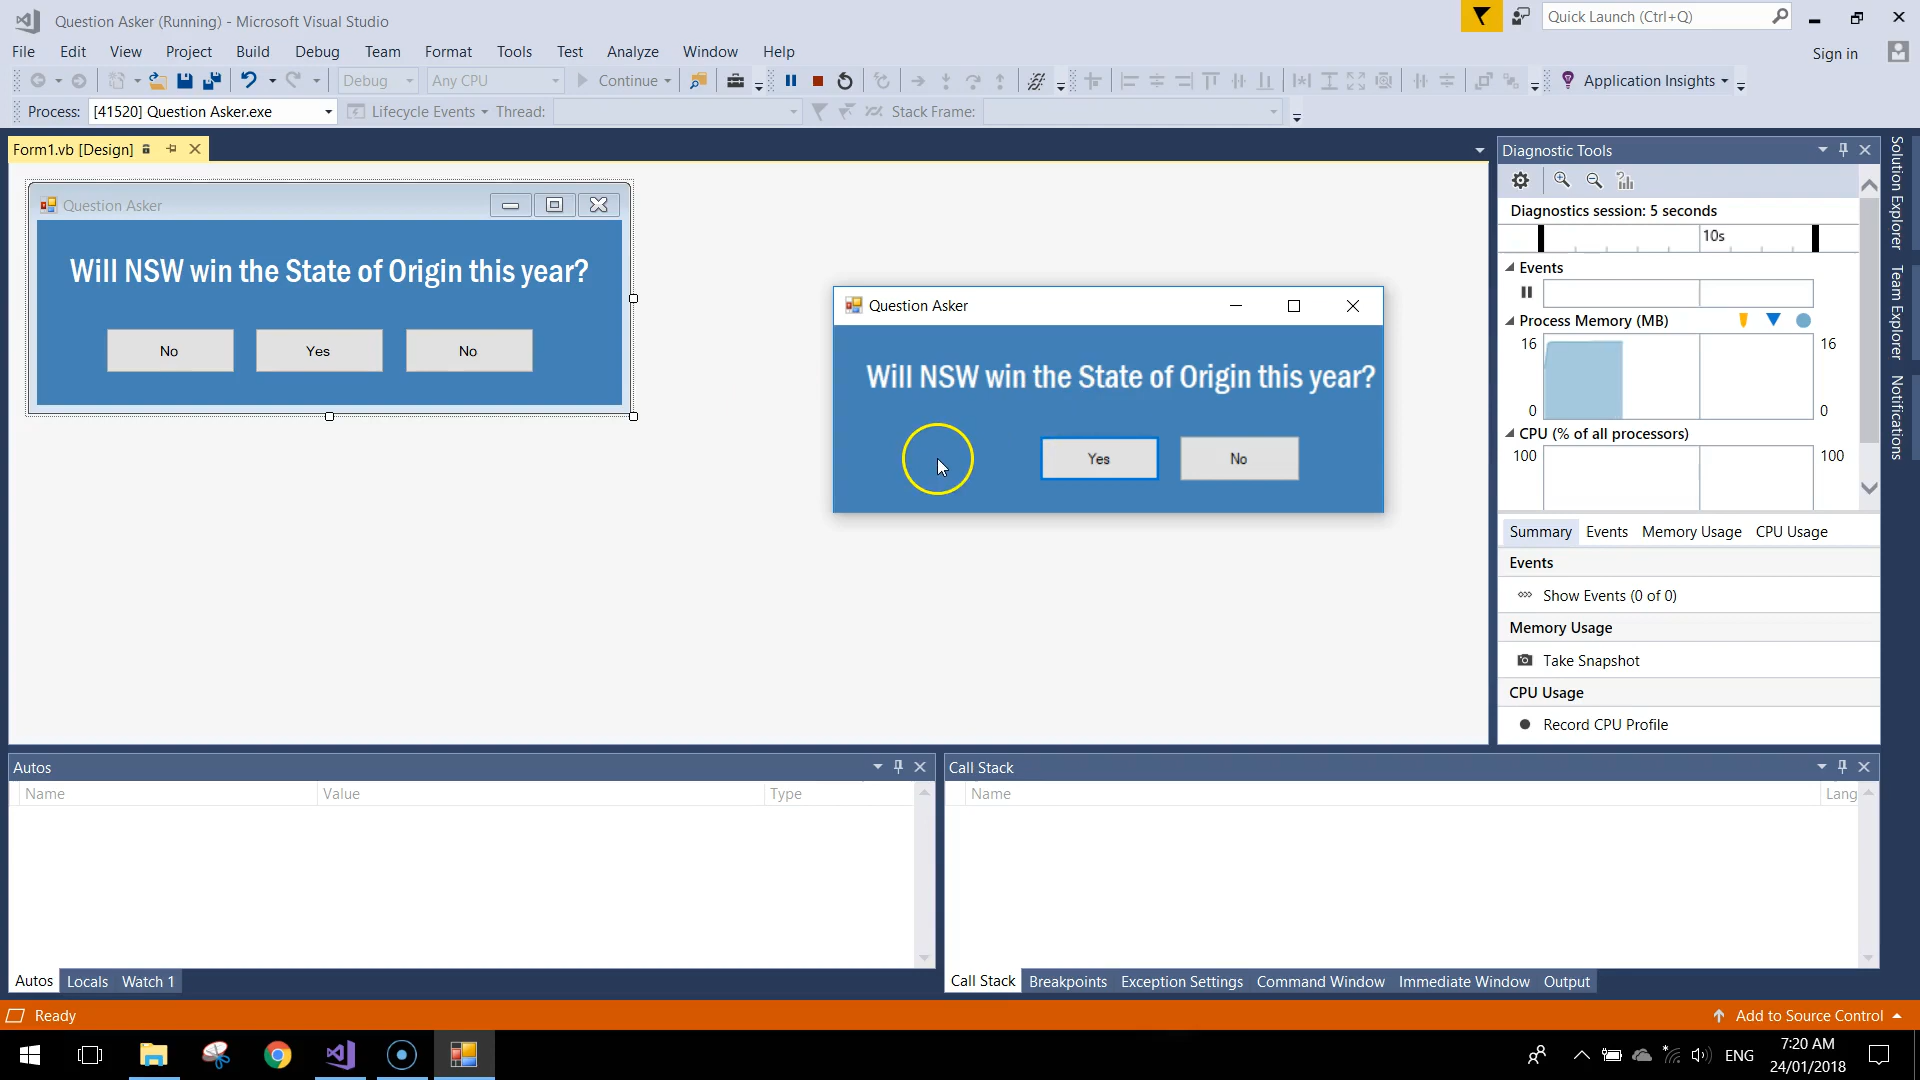 Question Asker (Running) - Microsoft Visual Studio
Quick Launch (Ctrl+Q)
File Edit View Project Build Debug Team Format Tools Test Analyze Window Help
Sign in
Debug Any CPU Continue Application Insights
Process: [41520] Question Asker.exe Lifecycle Events Thread: Stack Frame:
Form1.vb [Design]
Question Asker
Will NSW win the State of Origin this year?
No Yes No
Question Asker
Will NSW win the State of Origin this year?
Yes No
Diagnostic Tools
Diagnostics session: 5 seconds
10s
Events
Process Memory (MB)
16 16
0 0
CPU (% of all processors)
100 100
Summary Events Memory Usage CPU Usage
Events
Show Events (0 of 0)
Memory Usage
Take Snapshot
CPU Usage
Record CPU Profile
Solution Explorer
Team Explorer
Notifications
Autos
Name Value Type
Autos Locals Watch 1
Call Stack
Name Lang
Call Stack Breakpoints Exception Settings Command Window Immediate Window Output
Ready
Add to Source Control
ENG
7:20 AM
24/01/2018